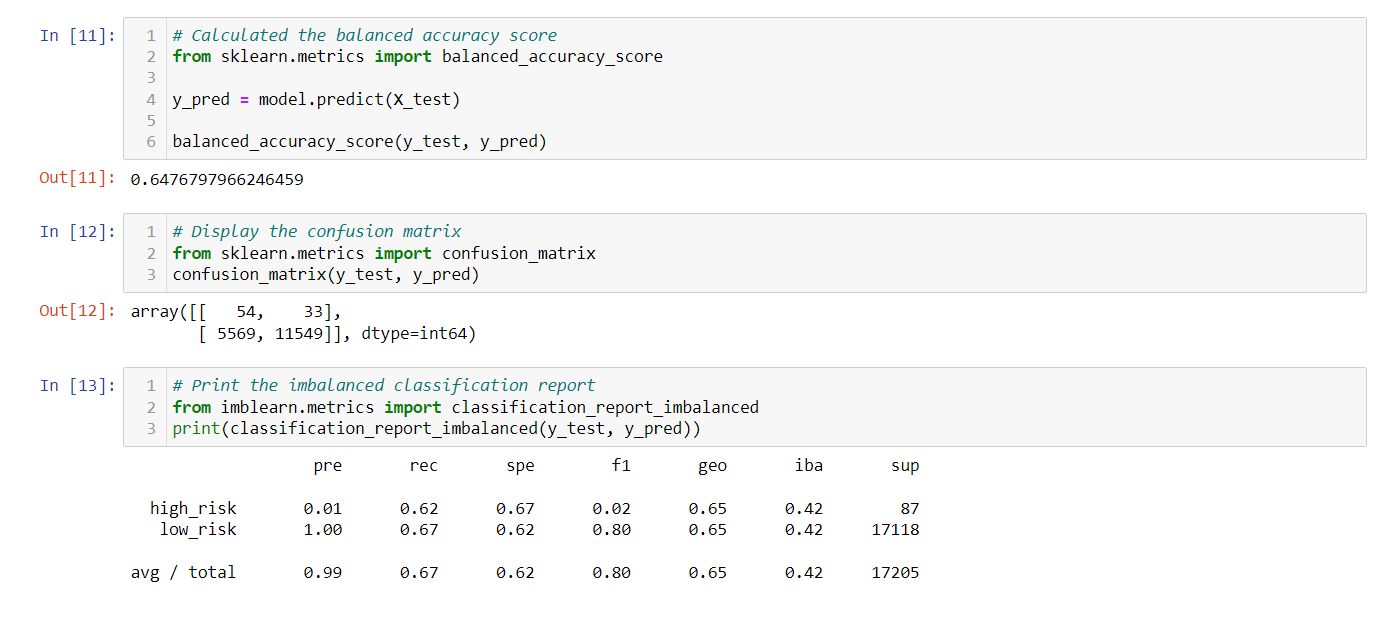 In [11]:
1 # Calculated the balanced accuracy score
2 from sklearn.metrics import balanced_accuracy_score
3
4 y_pred = model.predict(X_test)
5
6 balanced_accuracy_score(y_test, y_pred)
Out[11]: 0.6476797966246459
In [12]:
1 # Display the confusion matrix
2 from sklearn.metrics import confusion_matrix
3 confusion_matrix(y_test, y_pred)
Out[12]: array([[   54,    33],
       [ 5569, 11549]], dtype=int64)
In [13]:
1 # Print the imbalanced classification report
2 from imblearn.metrics import classification_report_imbalanced
3 print(classification_report_imbalanced(y_test, y_pred))
pre rec spe f1 geo iba sup
high_risk 0.01 0.62 0.67 0.02 0.65 0.42 87
low_risk 1.00 0.67 0.62 0.80 0.65 0.42 17118
avg / total 0.99 0.67 0.62 0.80 0.65 0.42 17205